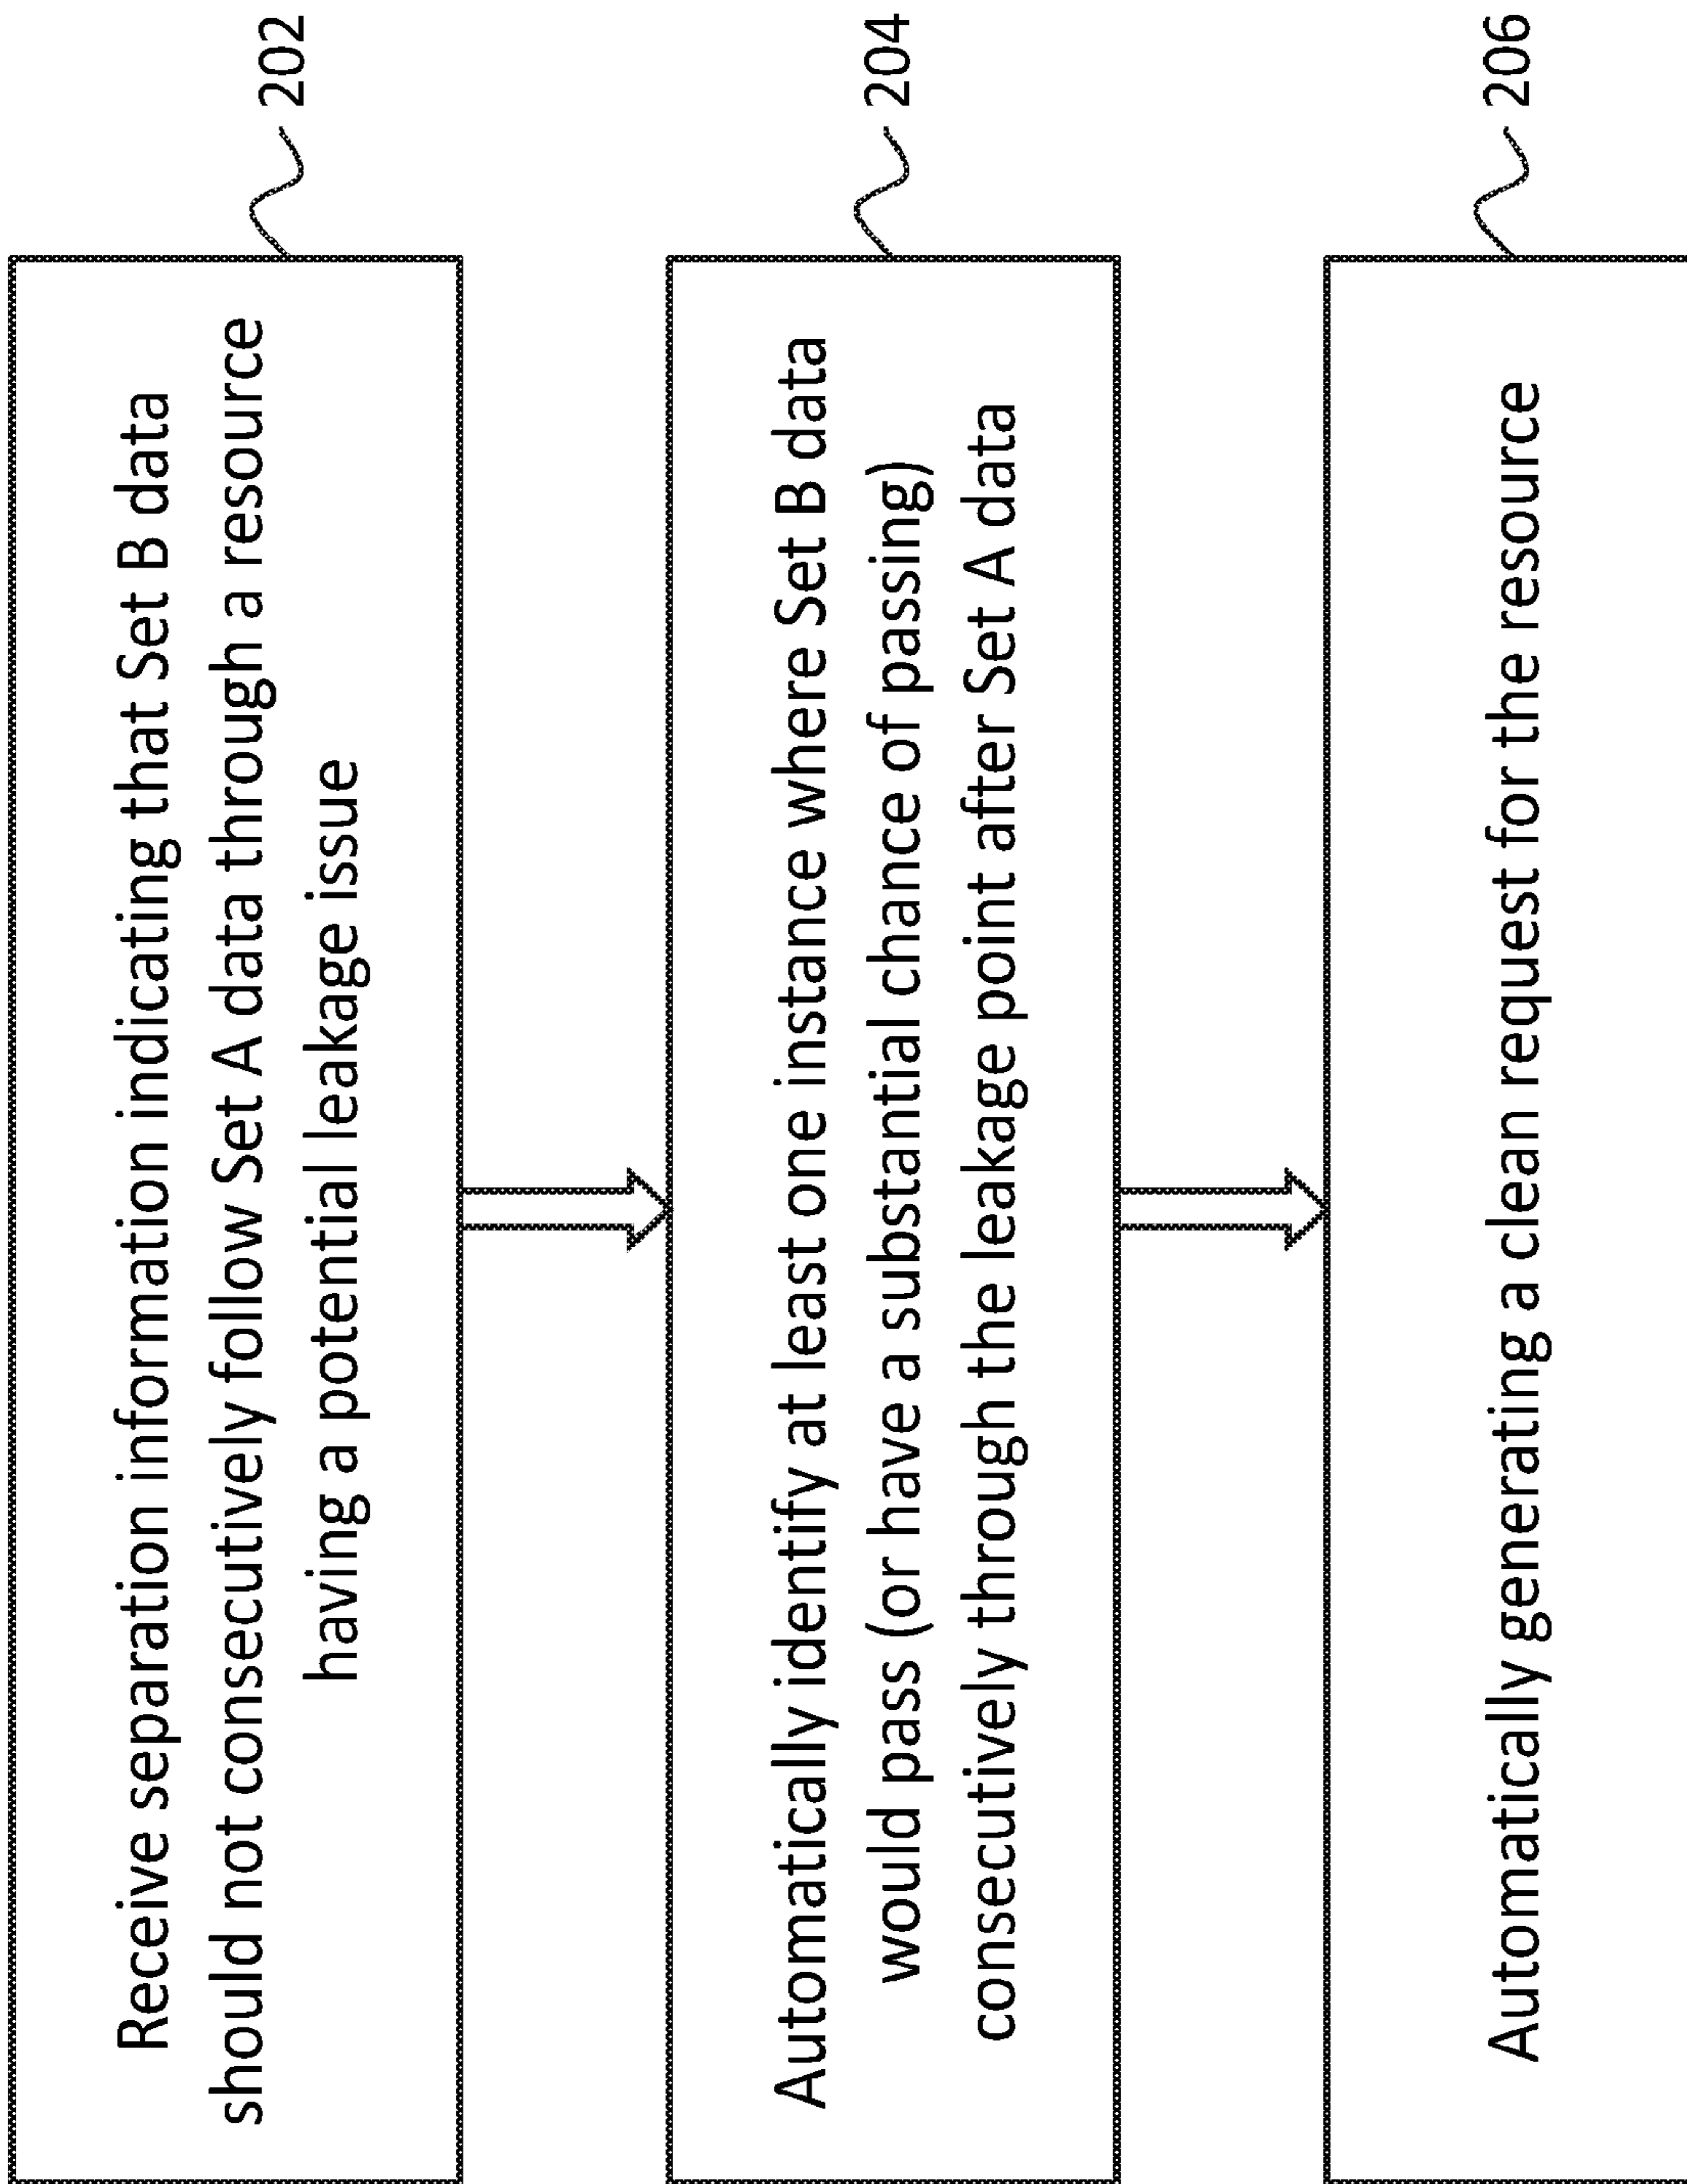 Receive separation information indicating that Set B data
should not consecutively follow Set A data through a resource
having a potential leakage issue
202
Automatically identify at least one instance where Set B data
would pass (or have a substantial chance of passing)
consecutively through the leakage point after Set A data
204
Automatically generating a clean request for the resource
206